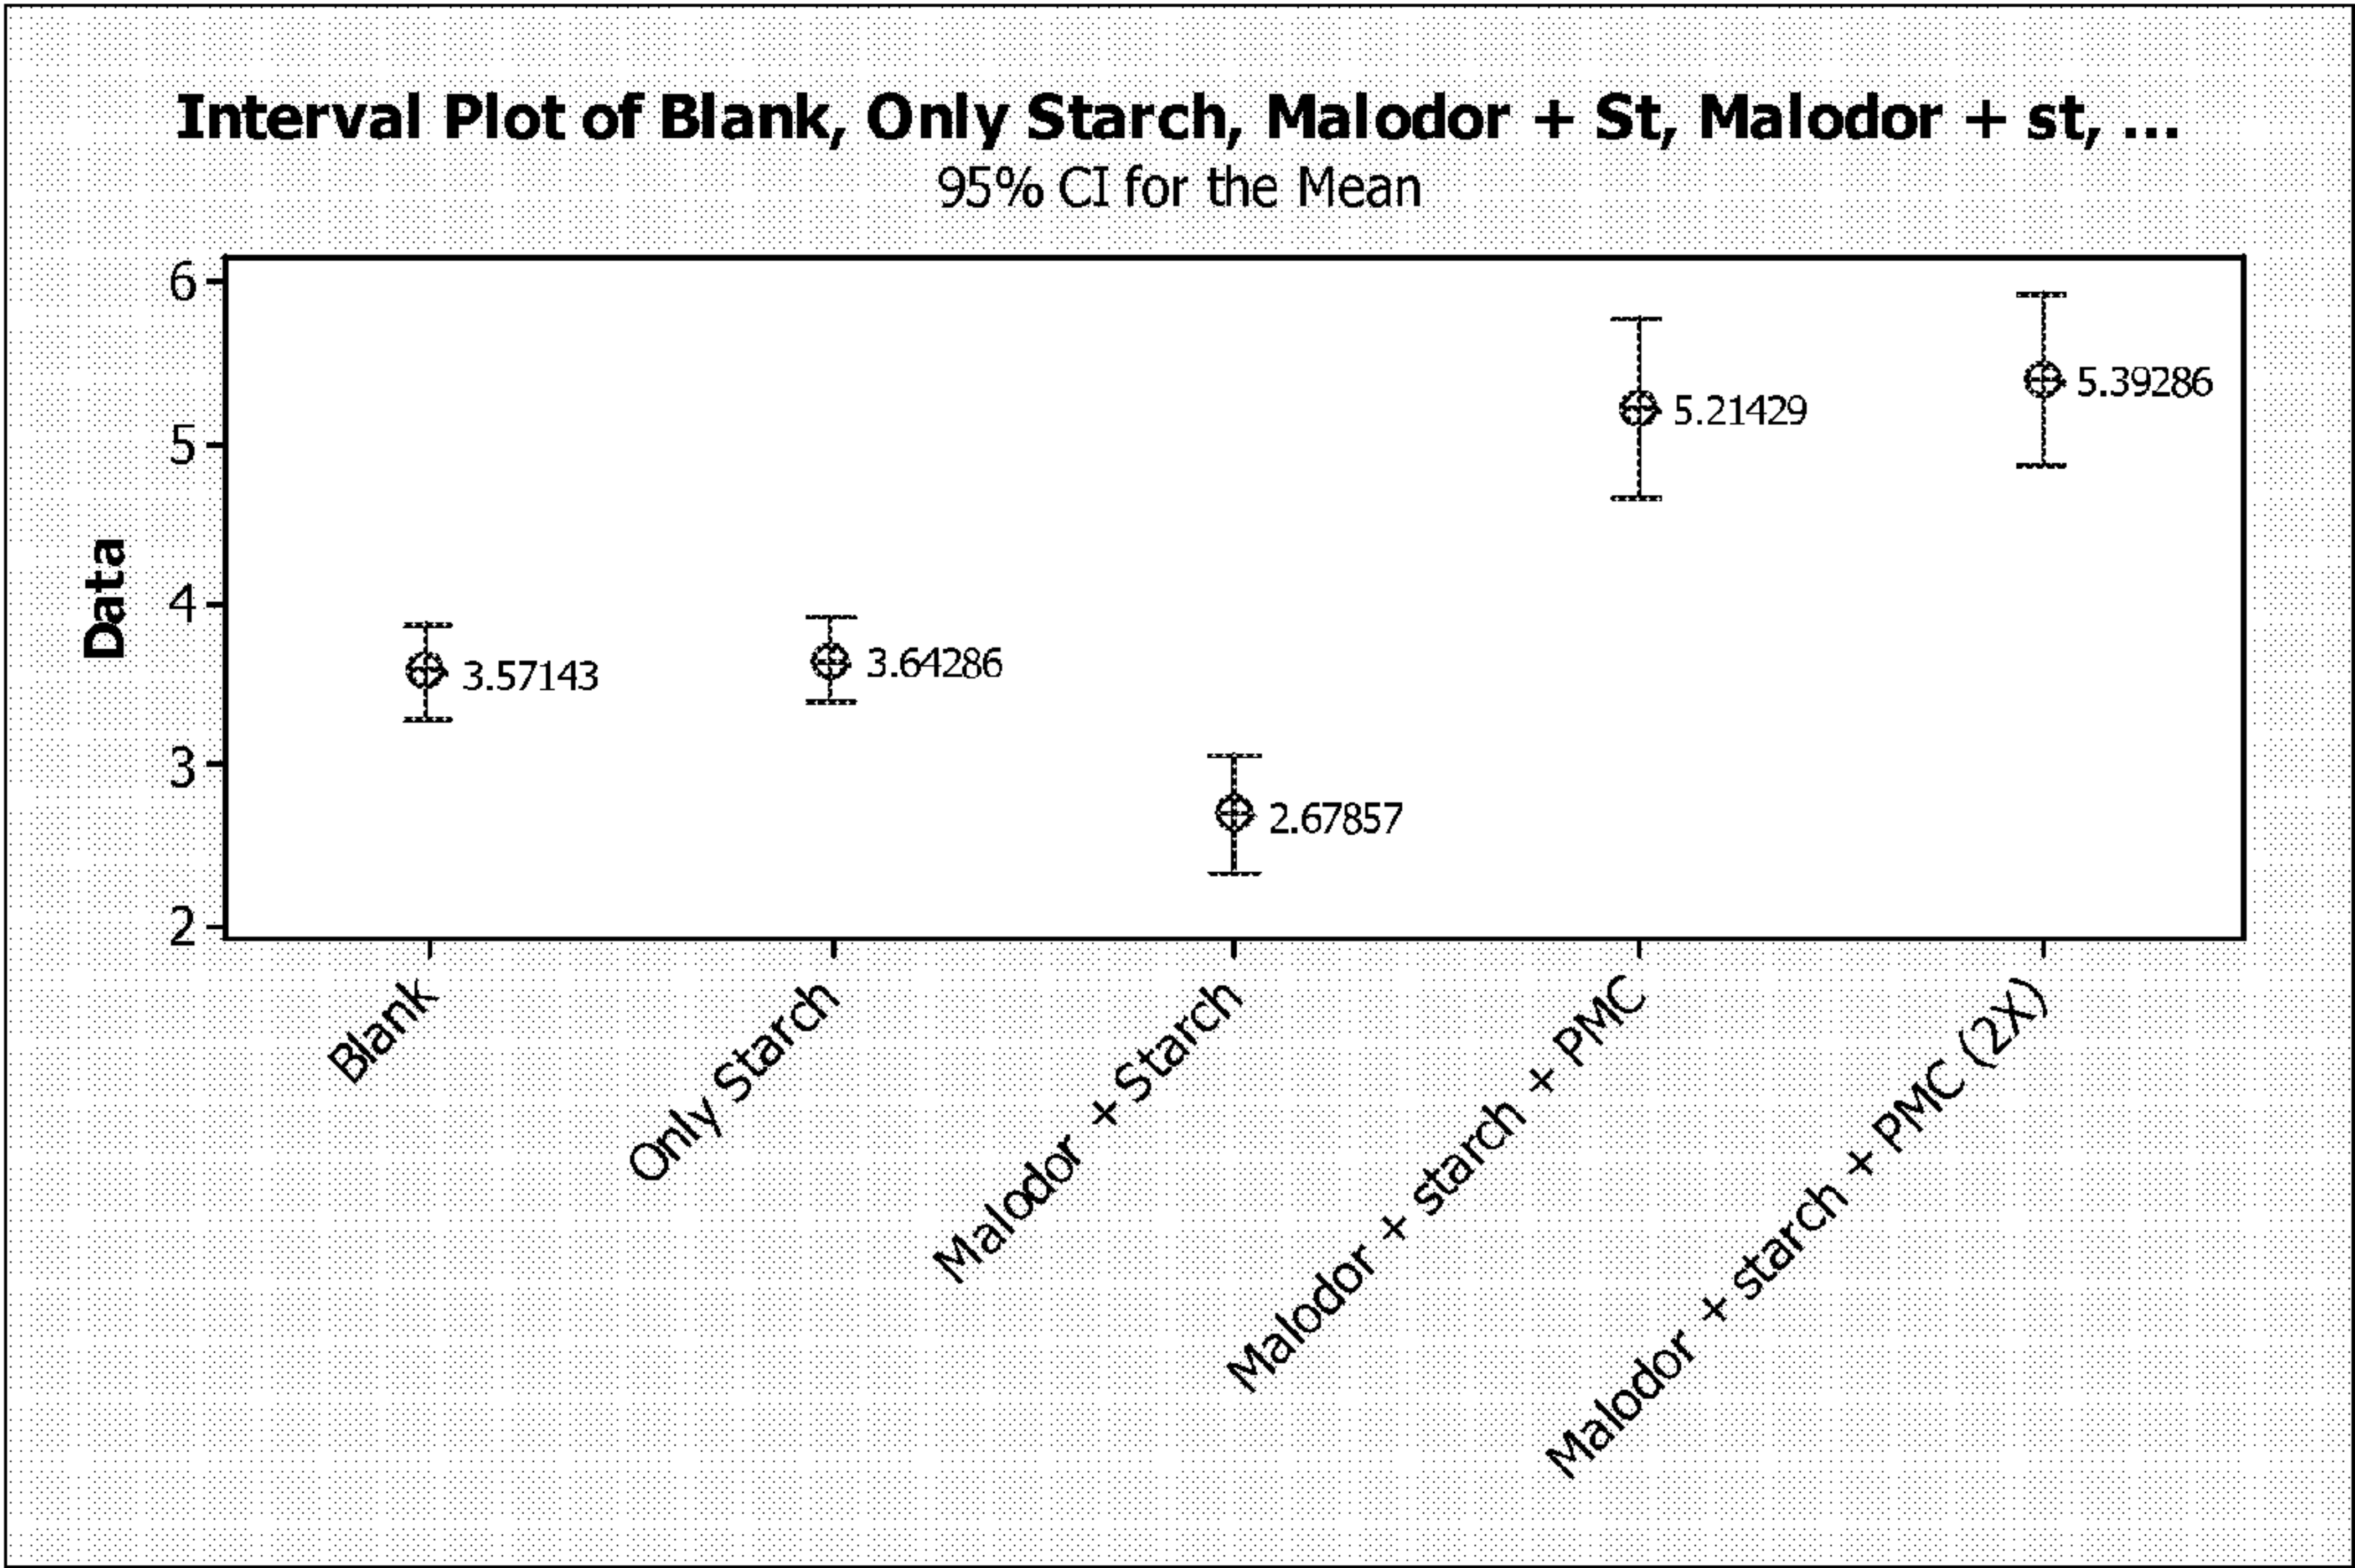 Interval Plot of Blank, Only Starch, Malodor + St, Malodor + st, ...
95% CI for the Mean
Data
6
5
4
3
2
3.57143
3.64286
2.67857
5.21429
5.39286
Blank
Only Starch
Malodor + Starch
Malodor + starch + PMC
Malodor + starch + PMC (2X)